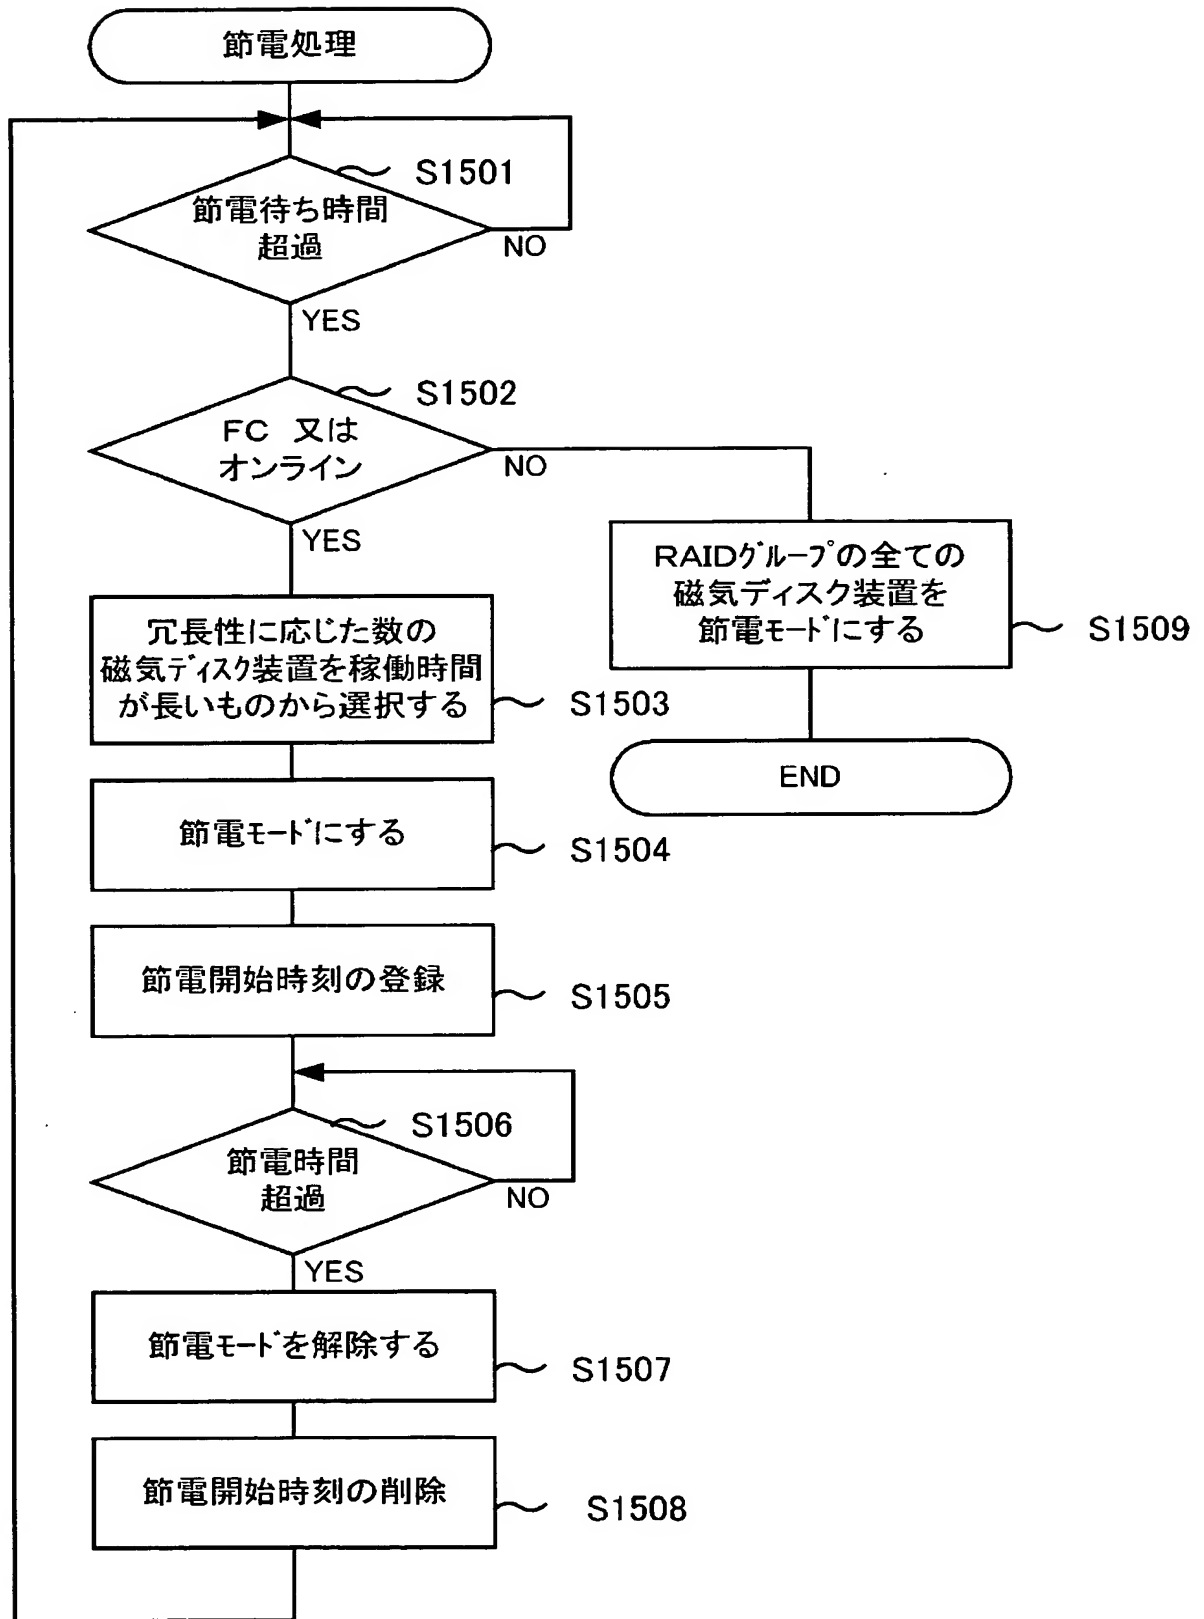 節電処理
S1501
節電待ち時間
超過
NO
YES
S1502
FC 又は
オンライン
NO
YES
RAIDグループの全ての
磁気ディスク装置を
節電モードにする
S1509
冗長性に応じた数の
磁気ディスク装置を稼働時間
が長いものから選択する
S1503
END
節電モードにする
S1504
節電開始時刻の登録
S1505
S1506
節電時間
超過
NO
YES
節電モードを解除する
S1507
節電開始時刻の削除
S1508